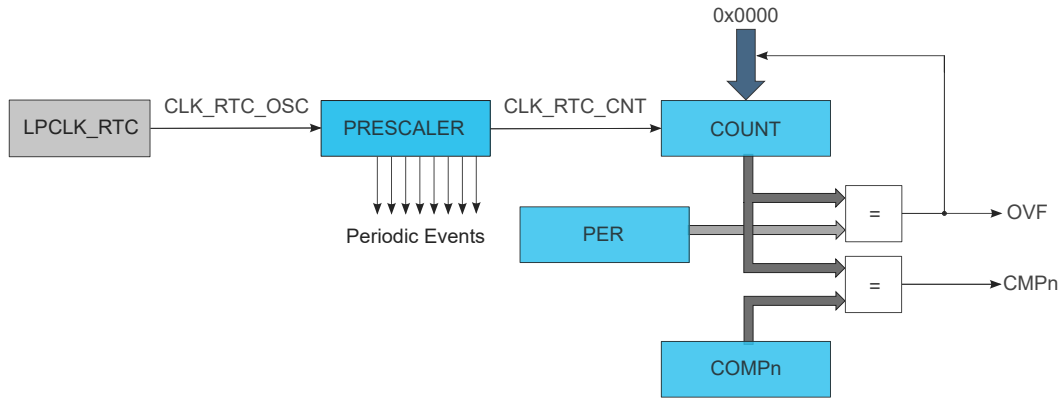 0x0000
LPCLK_RTC
CLK_RTC_OSC
PRESCALER
CLK_RTC_CNT
COUNT
Periodic Events
PER
=
OVF
=
CMPn
COMPn